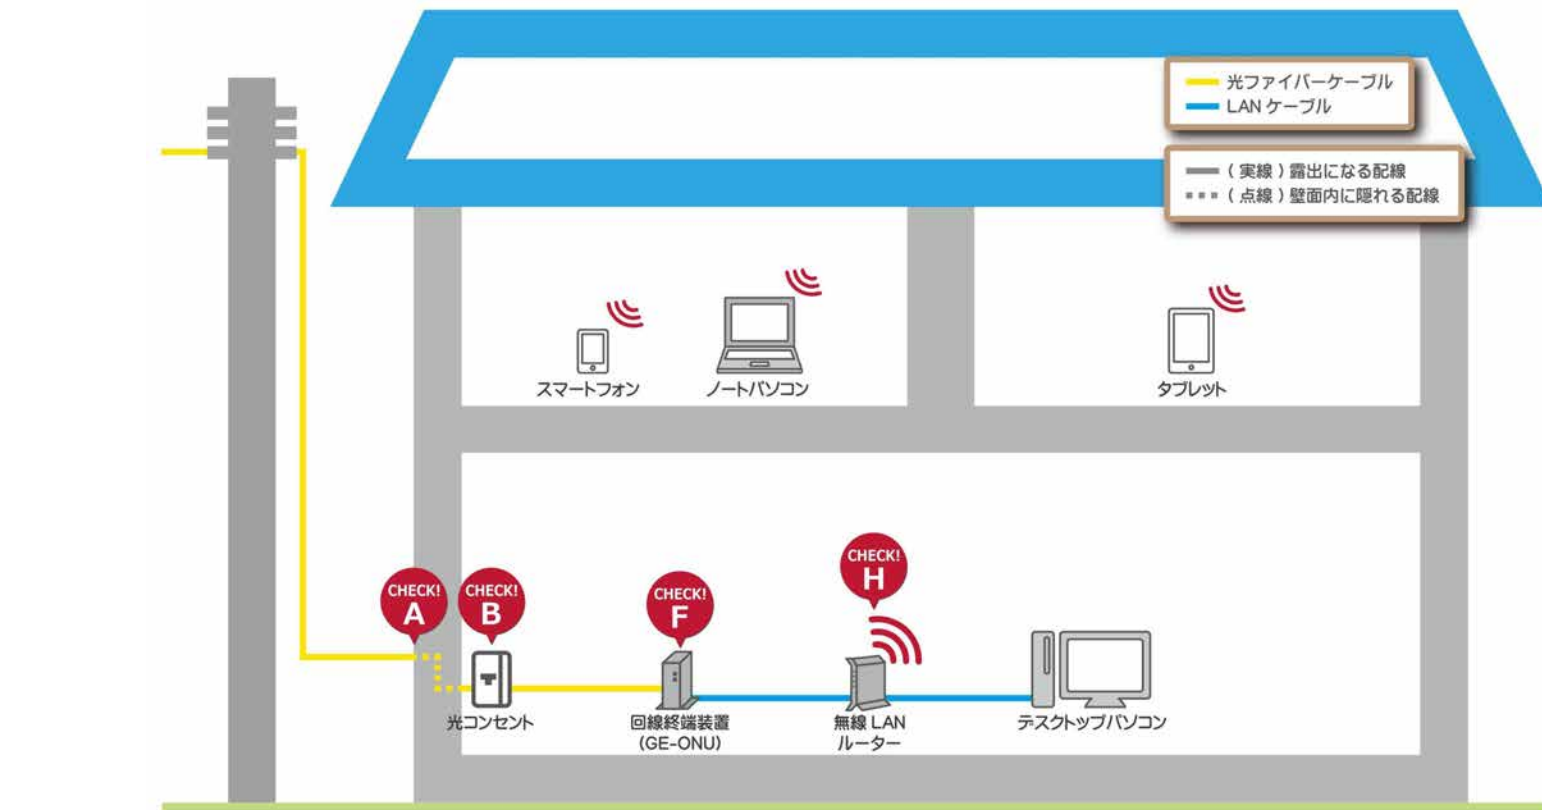 光ファイバーケーブル
LAN ケーブル
( 実線 ) 露出になる配線
( 点線 ) 壁面内に隠れる配線
スマートフォン
ノートパソコン
タブレット
CHECK!
A
CHECK!
B
CHECK!
F
CHECK!
H
光コンセント
回線終端装置
(GE-ONU)
無線 LAN
ルーター
デスクトップパソコン